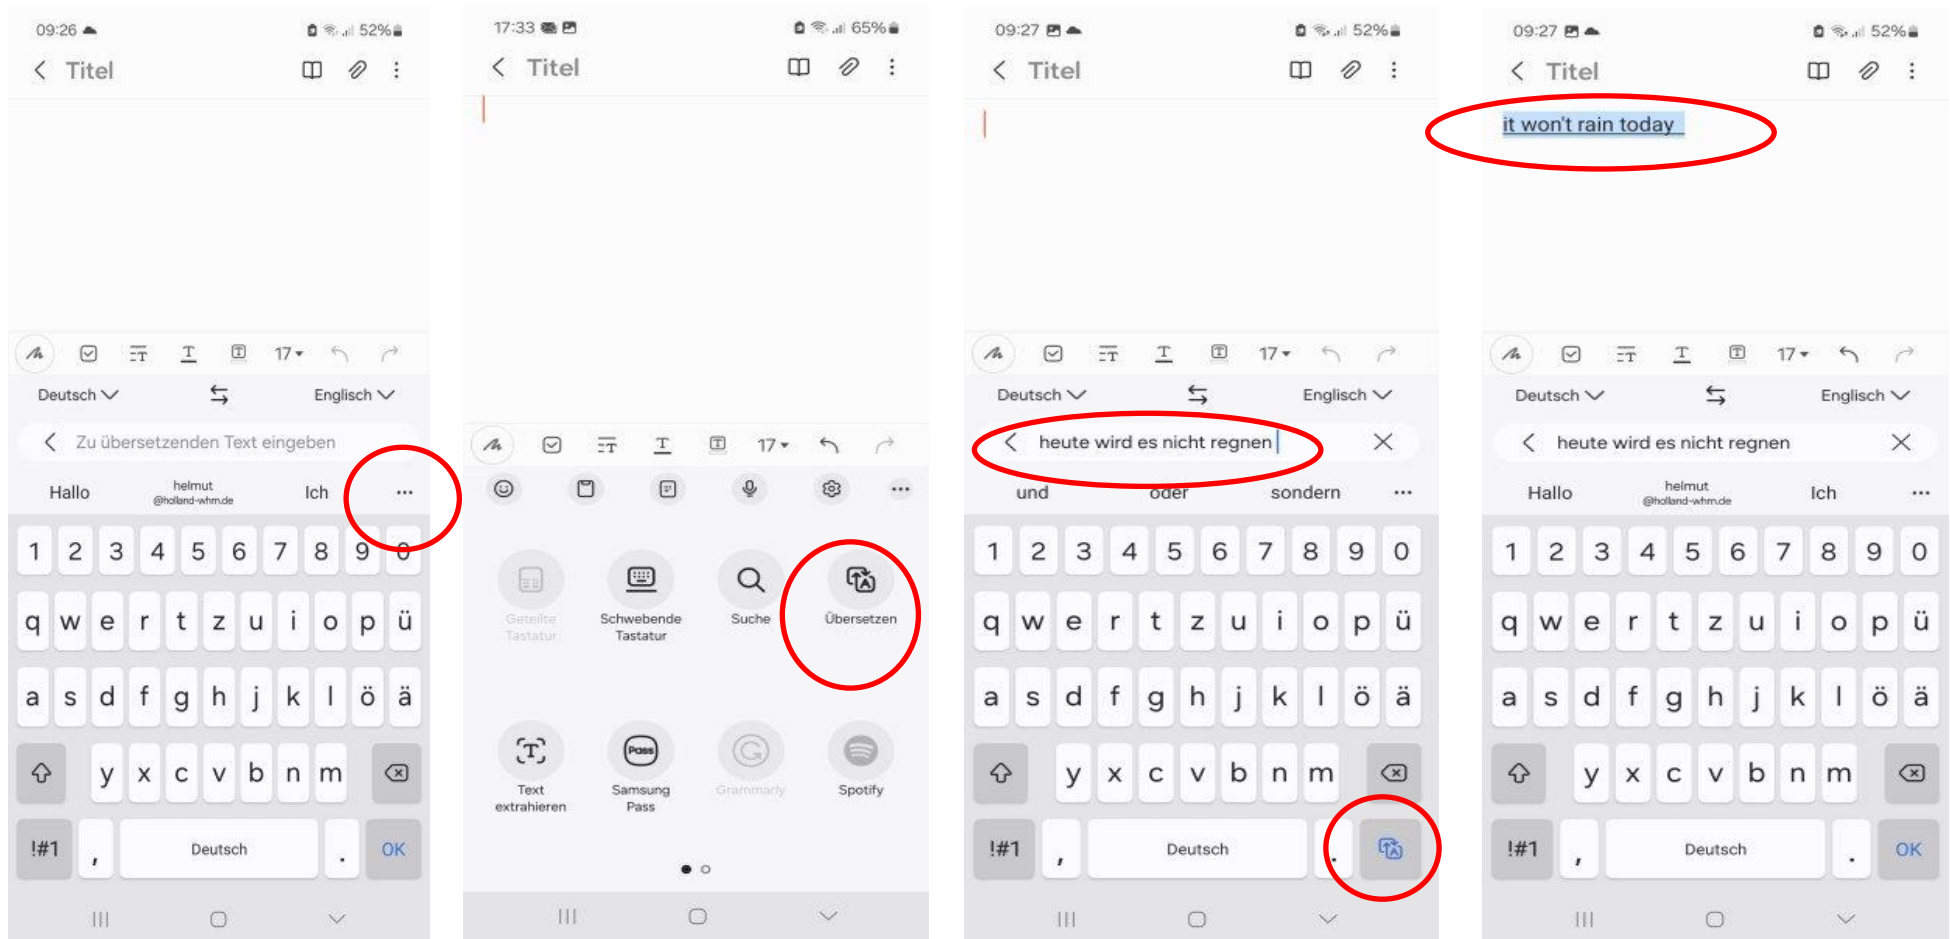 09:26
52%
Titel
17
Deutsch
Englisch
Zu übersetzenden Text eingeben
Hallo
helmut
@holland-whm.de
Ich
1 2 3 4 5 6 7 8 9 0
q w e r t z u i o p ü
a s d f g h j k l ö ä
y x c v b n m
!#1 , Deutsch . OK
17:33
65%
Titel
T
17
Geteilte
Tastatur
Schwebende
Tastatur
Suche
Übersetzen
Text
extrahieren
Pass
Samsung
Pass
Grammarly
Spotify
09:27
52%
Titel
17
Deutsch
Englisch
heute wird es nicht regnen
und
oder
sondern
1 2 3 4 5 6 7 8 9 0
q w e r t z u i o p ü
a s d f g h j k l ö ä
y x c v b n m
!#1 , Deutsch .
09:27
52%
Titel
it won't rain today
17
Deutsch
Englisch
heute wird es nicht regnen
Hallo
helmut
@holland-whm.de
Ich
1 2 3 4 5 6 7 8 9 0
q w e r t z u i o p ü
a s d f g h j k l ö ä
y x c v b n m
!#1 , Deutsch . OK